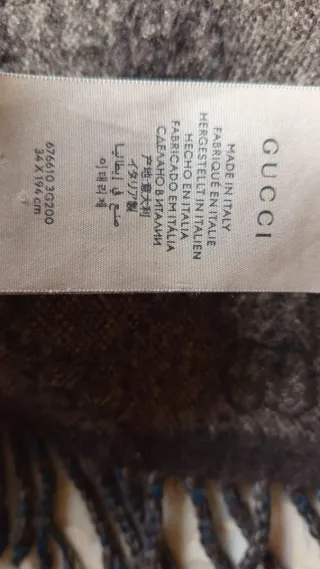 GUCCI
MADE IN ITALY
FABRIQUÉ EN ITALIE
HERGESTELLT IN ITALIEN
HECHO EN ITALIA
FABRICADO EM ITÁLIA
СДЕЛАНО В ИТАЛИИ
产地:意大利
イタリア製
صنع في إيطاليا
이태리제
676610 3G200
34 X 194 cm